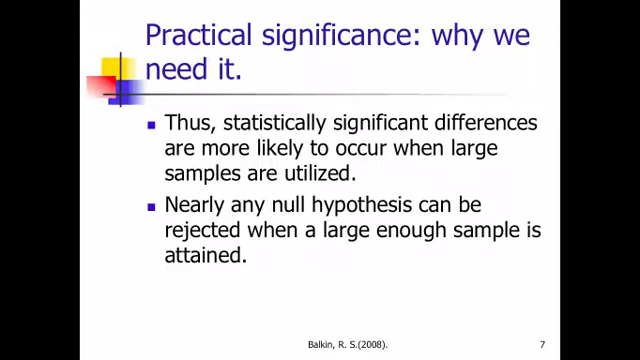 Practical significance: why we
need it.
Thus, statistically significant differences
are more likely to occur when large
samples are utilized.
Nearly any null hypothesis can be
rejected when a large enough sample is
attained.
Balkin, R. S.(2008).
7